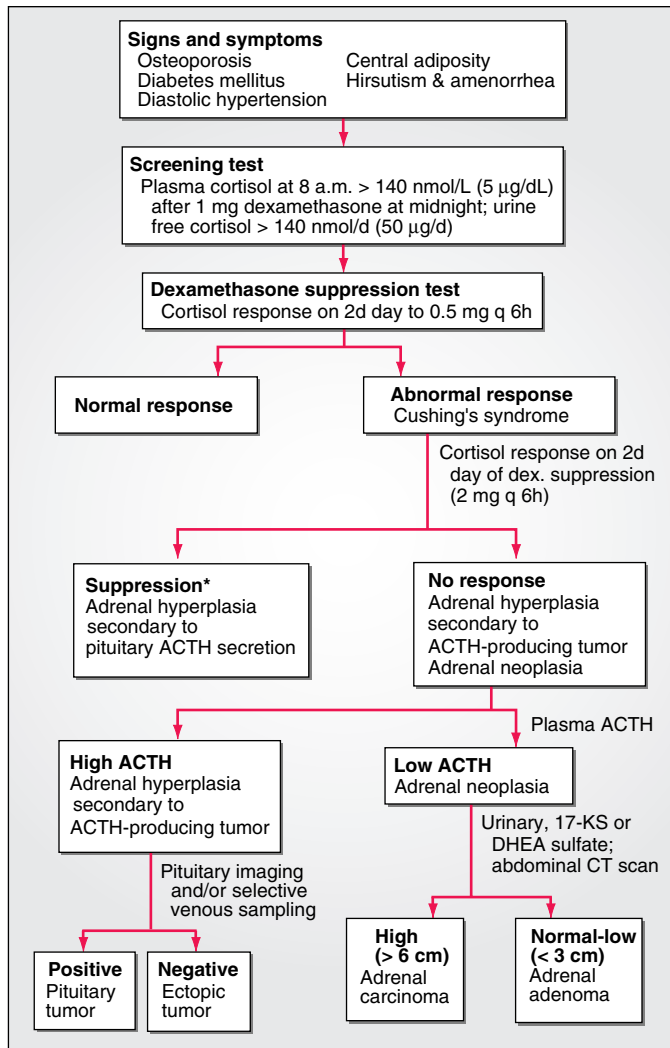 Signs and symptoms
Osteoporosis Central adiposity
Diabetes mellitus Hirsutism & amenorrhea
Diastolic hypertension
Screening test
Plasma cortisol at 8 a.m. > 140 nmol/L (5 μg/dL)
after 1 mg dexamethasone at midnight; urine
free cortisol > 140 nmol/d (50 μg/d)
Dexamethasone suppression test
Cortisol response on 2d day to 0.5 mg q 6h
Normal response
Abnormal response
Cushing's syndrome
Cortisol response on 2d
day of dex. suppression
(2 mg q 6h)
Suppression*
Adrenal hyperplasia
secondary to
pituitary ACTH secretion
No response
Adrenal hyperplasia
secondary to
ACTH-producing tumor
Adrenal neoplasia
Plasma ACTH
High ACTH
Adrenal hyperplasia
secondary to
ACTH-producing tumor
Low ACTH
Adrenal neoplasia
Pituitary imaging
and/or selective
venous sampling
Urinary, 17-KS or
DHEA sulfate;
abdominal CT scan
Positive
Pituitary
tumor
Negative
Ectopic
tumor
High
(> 6 cm)
Adrenal
carcinoma
Normal-low
(< 3 cm)
Adrenal
adenoma